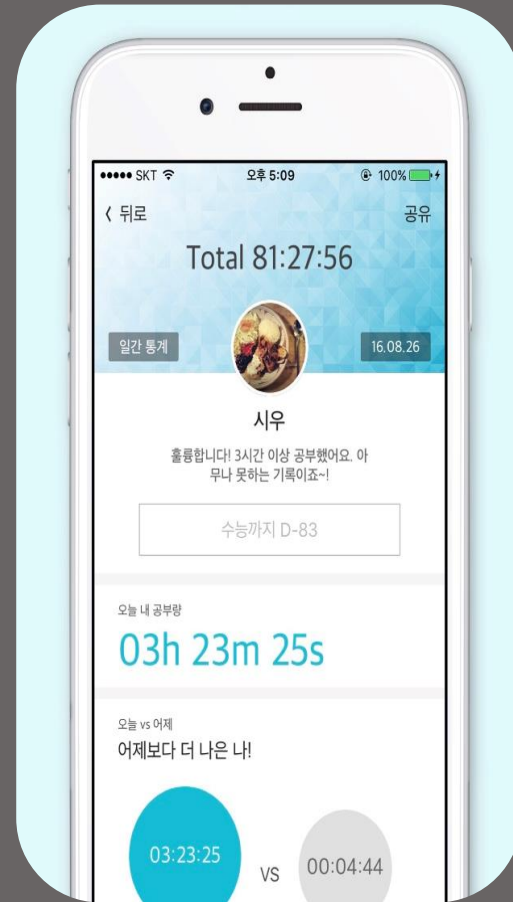 SKT 오후 5:09 100%
뒤로 공유
Total 81:27:56
일간 통계 16.08.26
시우
훌륭합니다! 3시간 이상 공부했어요. 아
무나 못하는 기록이죠~!
수능까지 D-83
오늘 내 공부량
03h 23m 25s
오늘 vs 어제
어제보다 더 나은 나!
03:23:25 VS 00:04:44